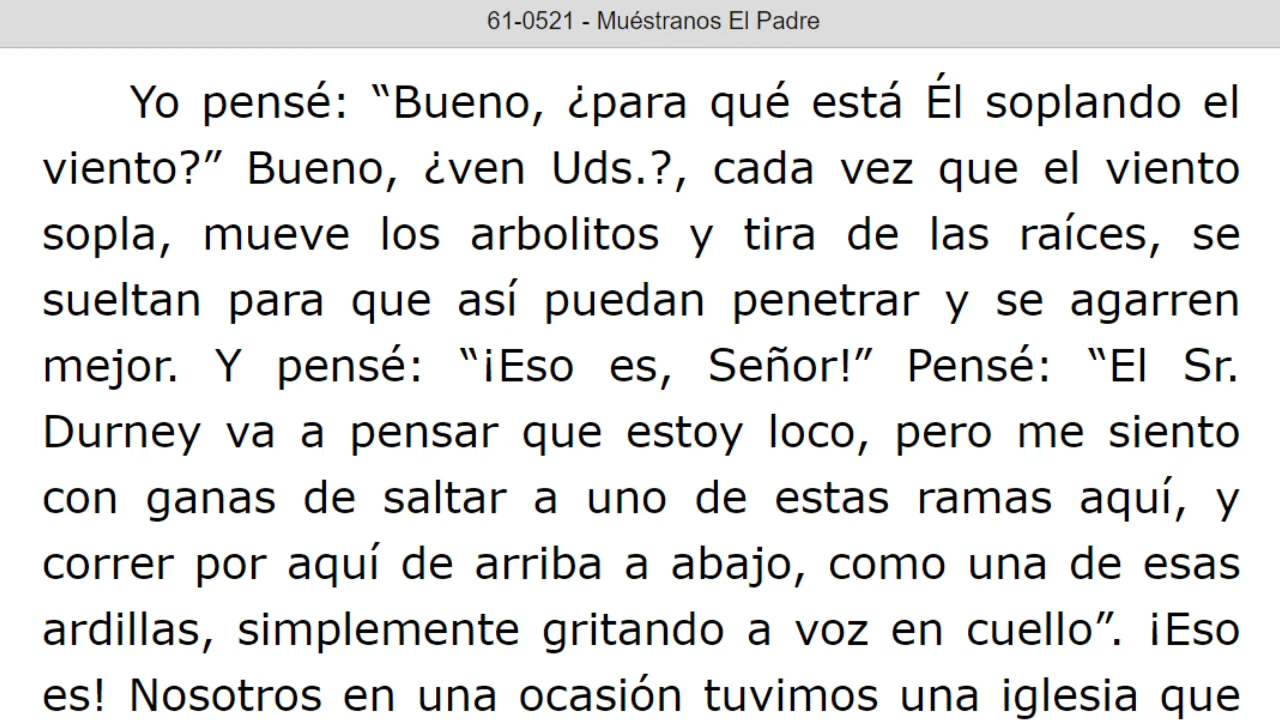 61-0521 - Muéstranos El Padre
Yo pensé: “Bueno, ¿para qué está Él soplando el
viento?” Bueno, ¿ven Uds.?, cada vez que el viento
sopla, mueve los arbolitos y tira de las raíces, se
sueltan para que así puedan penetrar y se agarren
mejor. Y pensé: “¡Eso es, Señor!” Pensé: “El Sr.
Durney va a pensar que estoy loco, pero me siento
con ganas de saltar a uno de estas ramas aquí, y
correr por aquí de arriba a abajo, como una de esas
ardillas, simplemente gritando a voz en cuello”. ¡Eso
es! Nosotros en una ocasión tuvimos una iglesia que